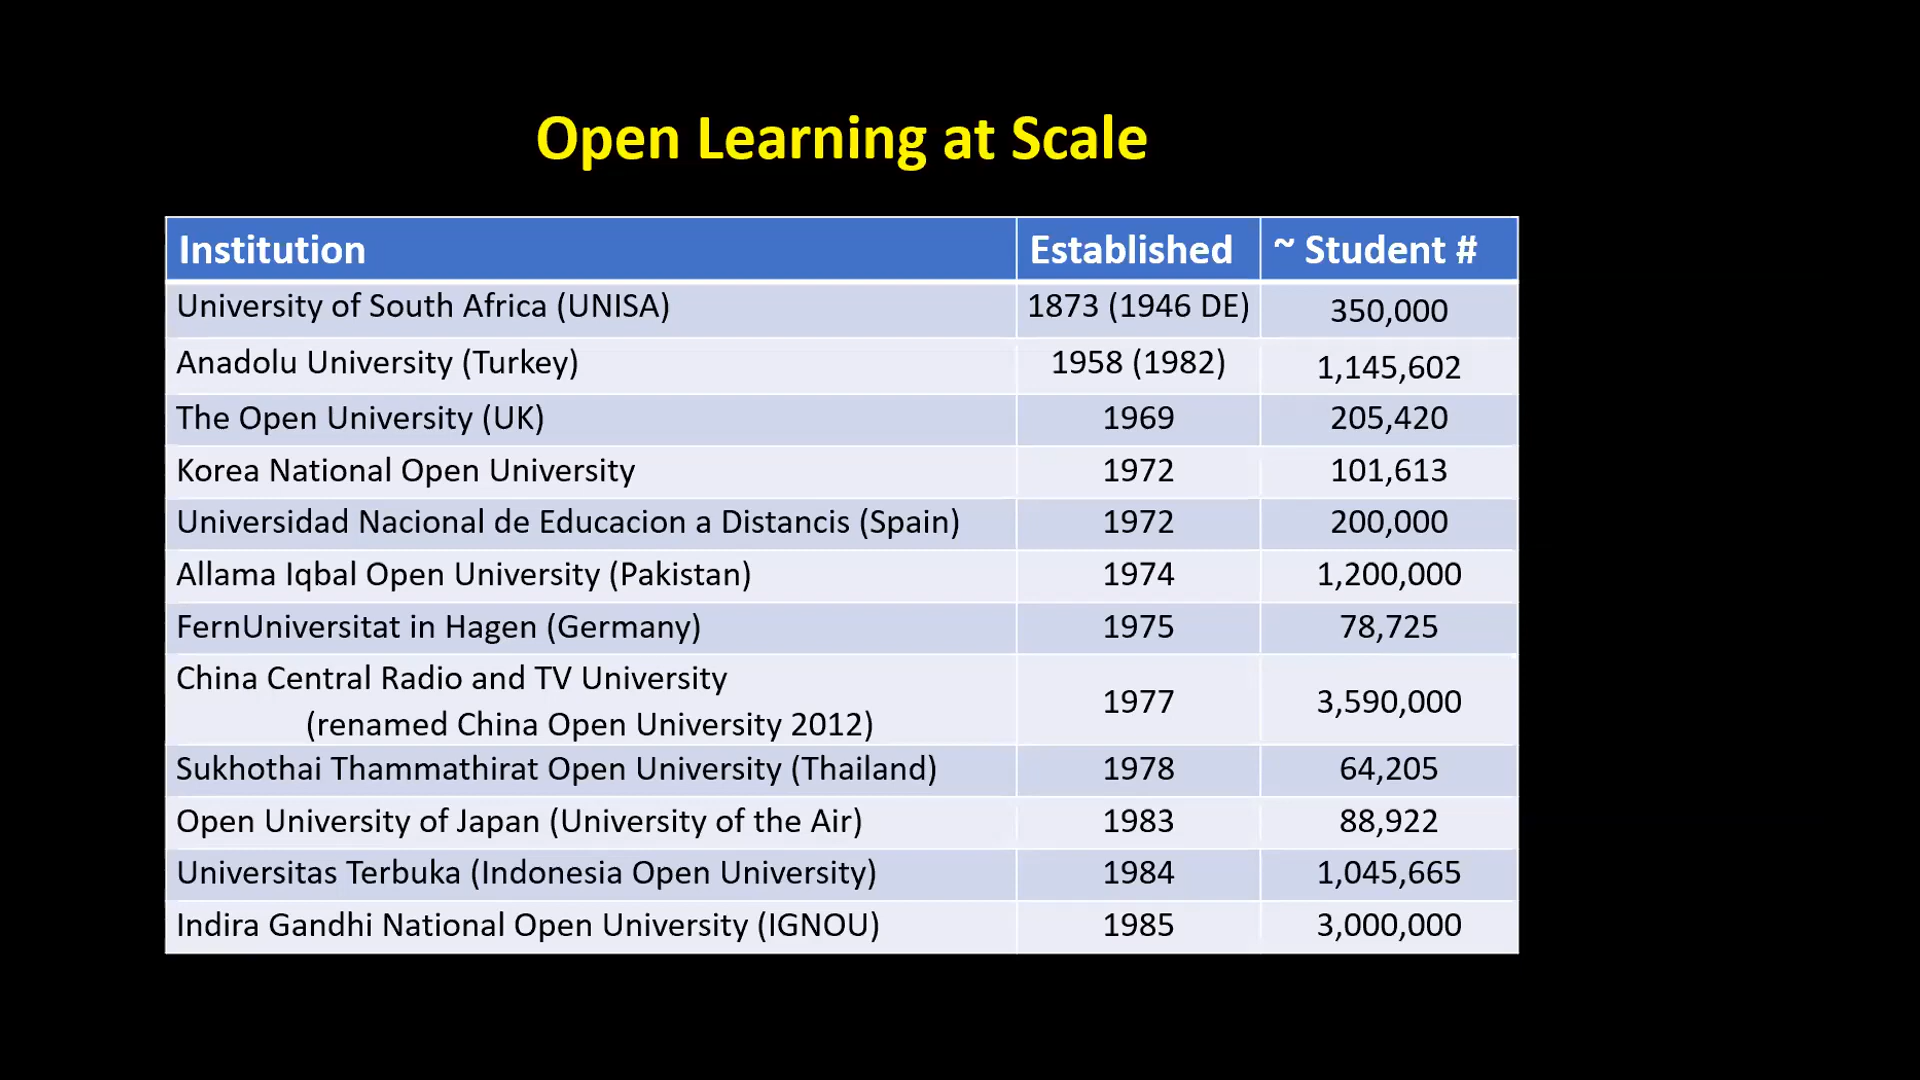 Open Learning at Scale
Institution Established ~ Student #
University of South Africa (UNISA) 1873 (1946 DE) 350,000
Anadolu University (Turkey) 1958 (1982) 1,145,602
The Open University (UK) 1969 205,420
Korea National Open University 1972 101,613
Universidad Nacional de Educacion a Distancis (Spain) 1972 200,000
Allama Iqbal Open University (Pakistan) 1974 1,200,000
FernUniversitat in Hagen (Germany) 1975 78,725
China Central Radio and TV University
(renamed China Open University 2012) 1977 3,590,000
Sukhothai Thammathirat Open University (Thailand) 1978 64,205
Open University of Japan (University of the Air) 1983 88,922
Universitas Terbuka (Indonesia Open University) 1984 1,045,665
Indira Gandhi National Open University (IGNOU) 1985 3,000,000